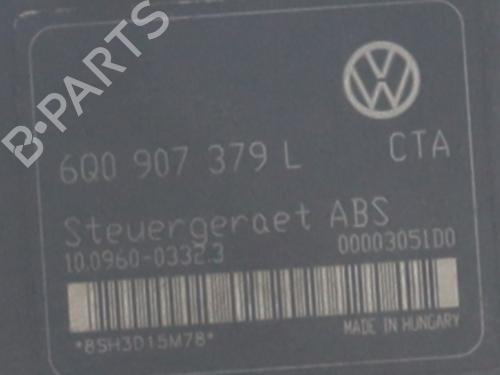 B-PARTS
6Q0 907 379 L CTA
Steuergeraet ABS
10.0960-0332.3 00003051D0
MADE IN HUNGARY
*8SH3D15M78*